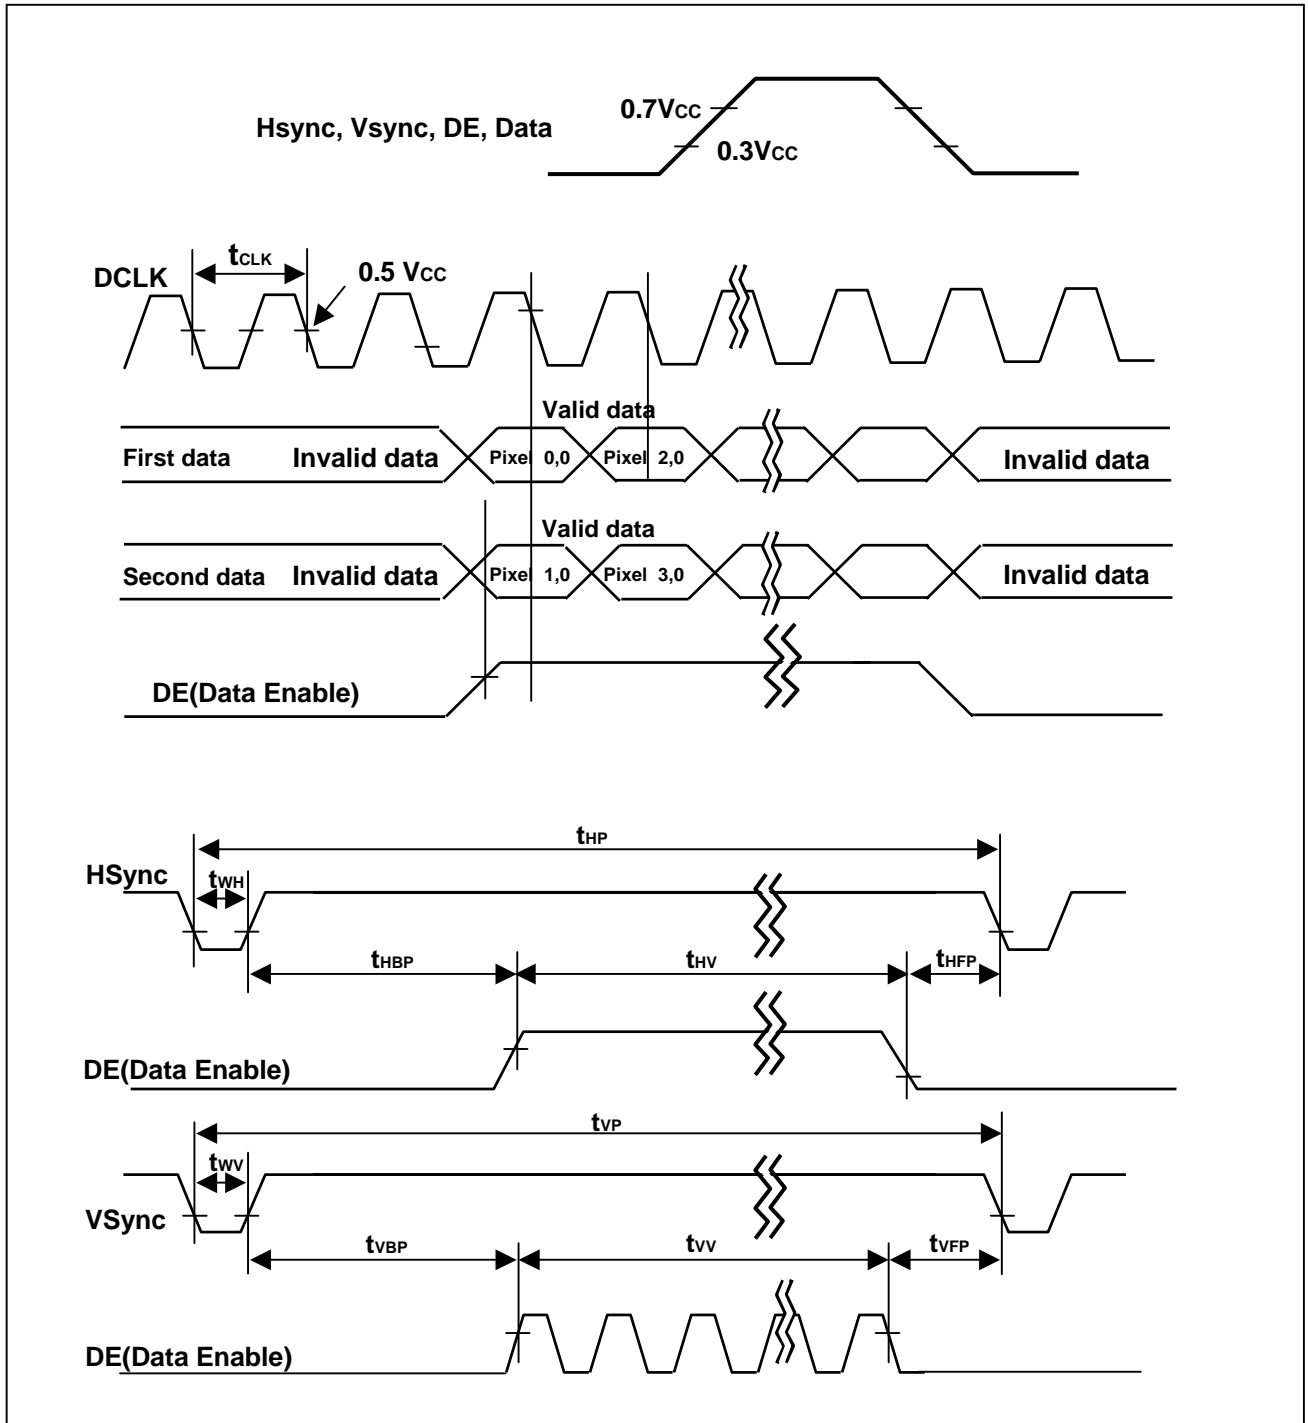 0.7VCC
Hsync, Vsync, DE, Data
0.3VCC
tCLK
0.5 VCC
DCLK
Valid data
First data Invalid data Pixel 0,0 Pixel 2,0 Invalid data
Valid data
Second data Invalid data Pixel 1,0 Pixel 3,0 Invalid data
DE(Data Enable)
tHP
HSync
tWH
tHBP tHV tHFP
DE(Data Enable)
tVP
tWV
VSync
tVBP tVV tVFP
DE(Data Enable)